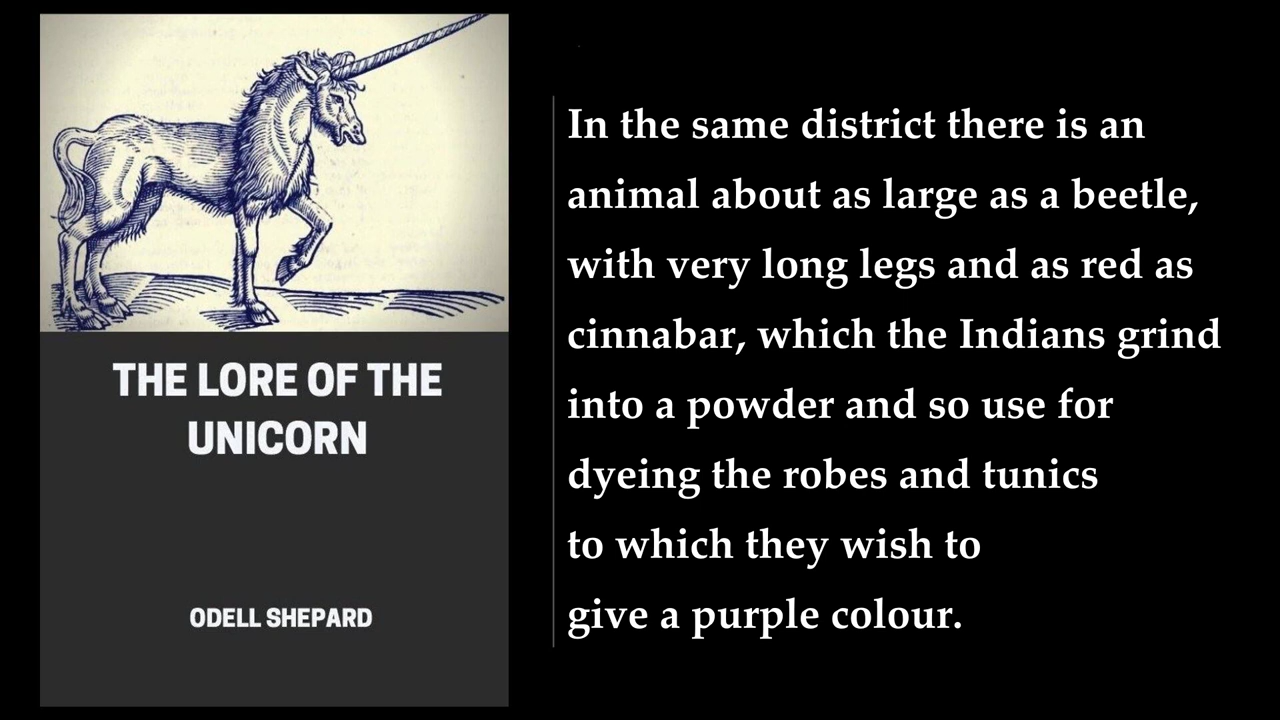 THE LORE OF THE
UNICORN
ODELL SHEPARD
In the same district there is an
animal about as large as a beetle,
with very long legs and as red as
cinnabar, which the Indians grind
into a powder and so use for
dyeing the robes and tunics
to which they wish to
give a purple colour.